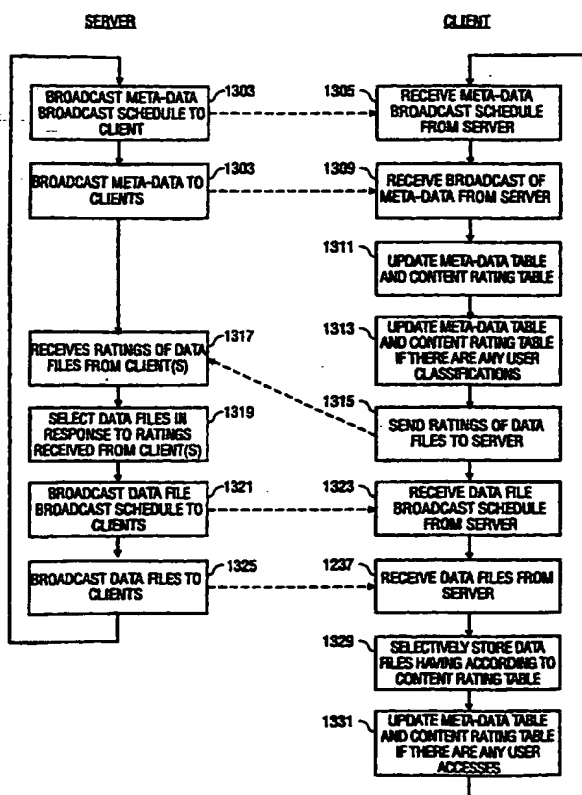 SERVER
CLIENT
1303
BROADCAST META-DATA
BROADCAST SCHEDULE TO
CLIENT
1305
RECEIVE META-DATA
BROADCAST SCHEDULE
FROM SERVER
1303
BROADCAST META-DATA TO
CLIENTS
1309
RECEIVE BROADCAST OF
META-DATA FROM SERVER
1311
UPDATE META-DATA TABLE
AND CONTENT RATING TABLE
1317
RECEIVES RATINGS OF DATA
FILES FROM CLIENT(S)
1313
UPDATE META-DATA TABLE
AND CONTENT RATING TABLE
IF THERE ARE ANY USER
CLASSIFICATIONS
1319
SELECT DATA FILES IN
RESPONSE TO RATINGS
RECEIVED FROM CLIENT(S)
1315
SEND RATINGS OF DATA
FILES TO SERVER
1321
BROADCAST DATA FILE
BROADCAST SCHEDULE TO
CLIENTS
1323
RECEIVE DATA FILE
BROADCAST SCHEDULE
FROM SERVER
1325
BROADCAST DATA FILES TO
CLIENTS
1237
RECEIVE DATA FILES FROM
SERVER
1329
SELECTIVELY STORE DATA
FILES HAVING ACCORDING TO
CONTENT RATING TABLE
1331
UPDATE META-DATA TABLE
AND CONTENT RATING TABLE
IF THERE ARE ANY USER
ACCESSES